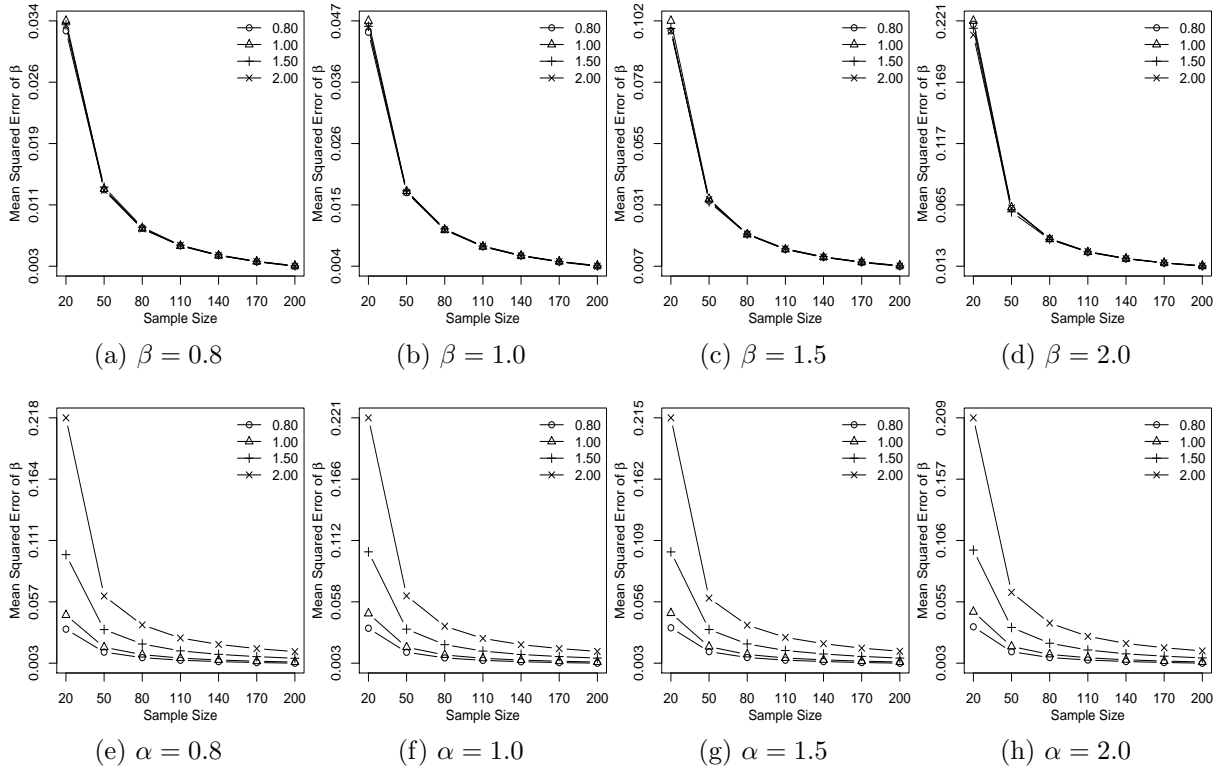 Mean Squared Error of β
0.034
0.026
0.019
0.011
0.003
0.80
1.00
1.50
2.00
20 50 80 110 140 170 200
Sample Size
(a) β = 0.8
Mean Squared Error of β
0.047
0.036
0.026
0.015
0.004
0.80
1.00
1.50
2.00
20 50 80 110 140 170 200
Sample Size
(b) β = 1.0
Mean Squared Error of β
0.102
0.078
0.055
0.031
0.007
0.80
1.00
1.50
2.00
20 50 80 110 140 170 200
Sample Size
(c) β = 1.5
Mean Squared Error of β
0.221
0.169
0.117
0.065
0.013
0.80
1.00
1.50
2.00
20 50 80 110 140 170 200
Sample Size
(d) β = 2.0
Mean Squared Error of β
0.218
0.164
0.111
0.057
0.003
0.80
1.00
1.50
2.00
20 50 80 110 140 170 200
Sample Size
(e) α = 0.8
Mean Squared Error of β
0.221
0.166
0.112
0.058
0.003
0.80
1.00
1.50
2.00
20 50 80 110 140 170 200
Sample Size
(f) α = 1.0
Mean Squared Error of β
0.215
0.162
0.109
0.056
0.003
0.80
1.00
1.50
2.00
20 50 80 110 140 170 200
Sample Size
(g) α = 1.5
Mean Squared Error of β
0.209
0.157
0.106
0.055
0.003
0.80
1.00
1.50
2.00
20 50 80 110 140 170 200
Sample Size
(h) α = 2.0